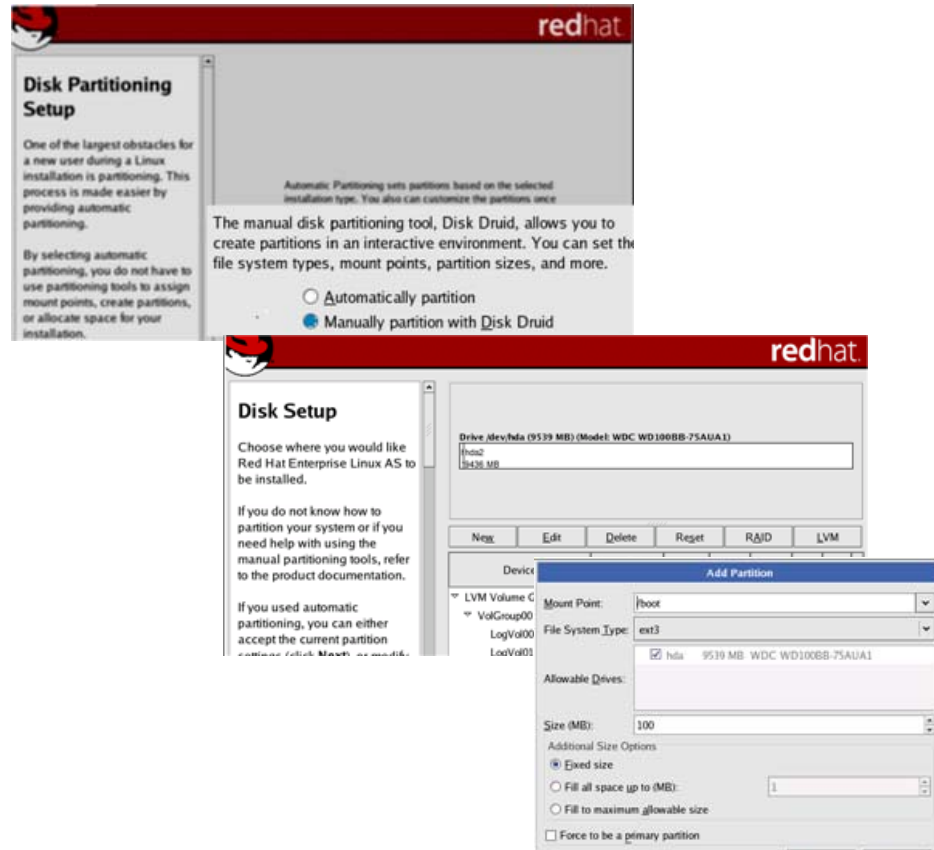 redhat
Disk Partitioning
Setup
One of the largest obstacles for
a new user during a Linux
installation is partitioning. This
process is made easier by
providing automatic
partitioning.
By selecting automatic
partitioning, you do not have to
use partitioning tools to assign
mount points, create partitions,
or allocate space for your
installation.
Automatic Partitioning sets partitions based on the selected
installation type. You also can customize the partitions once
The manual disk partitioning tool, Disk Druid, allows you to
create partitions in an interactive environment. You can set the
file system types, mount points, partition sizes, and more.
Automatically partition
Manually partition with Disk Druid
redhat.
Disk Setup
Choose where you would like
Red Hat Enterprise Linux AS to
be installed.
If you do not know how to
partition your system or if you
need help with using the
manual partitioning tools, refer
to the product documentation.
If you used automatic
partitioning, you can either
accept the current partition
settings (click Next), or modify
Drive /dev/hda (9539 MB) (Model: WDC WD100BB-75AUA1)
hda2
9436 MB
New Edit Delete Reset RAID LVM
Device
LVM Volume G
VolGroup00
LogVol00
LogVol01
Add Partition
Mount Point: /boot
File System Type: ext3
Allowable Drives:
hda 9539 MB WDC WD100BB-75AUA1
Size (MB): 100
Additional Size Options
Fixed size
Fill all space up to (MB): 1
Fill to maximum allowable size
Force to be a primary partition